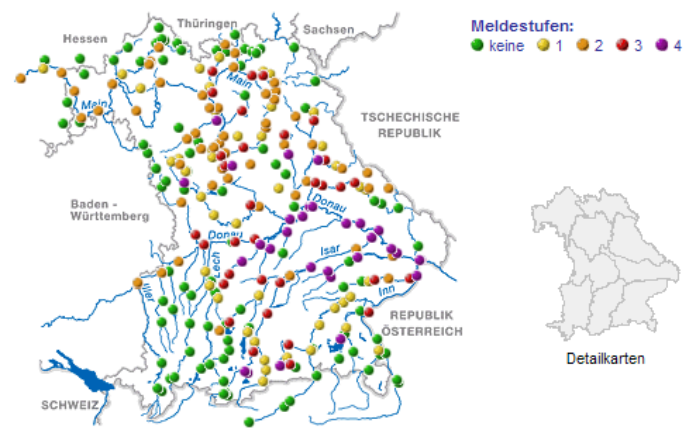 Thüringen
Sachsen
Hessen
Meldestufen:
keine 1 2 3 4
Main
Main
TSCHECHISCHE
REPUBLIK
Baden -
Württemberg
Donau
Donau
Isar
Lech
Iller
Inn
REPUBLIK
ÖSTERREICH
Detailkarten
SCHWEIZ